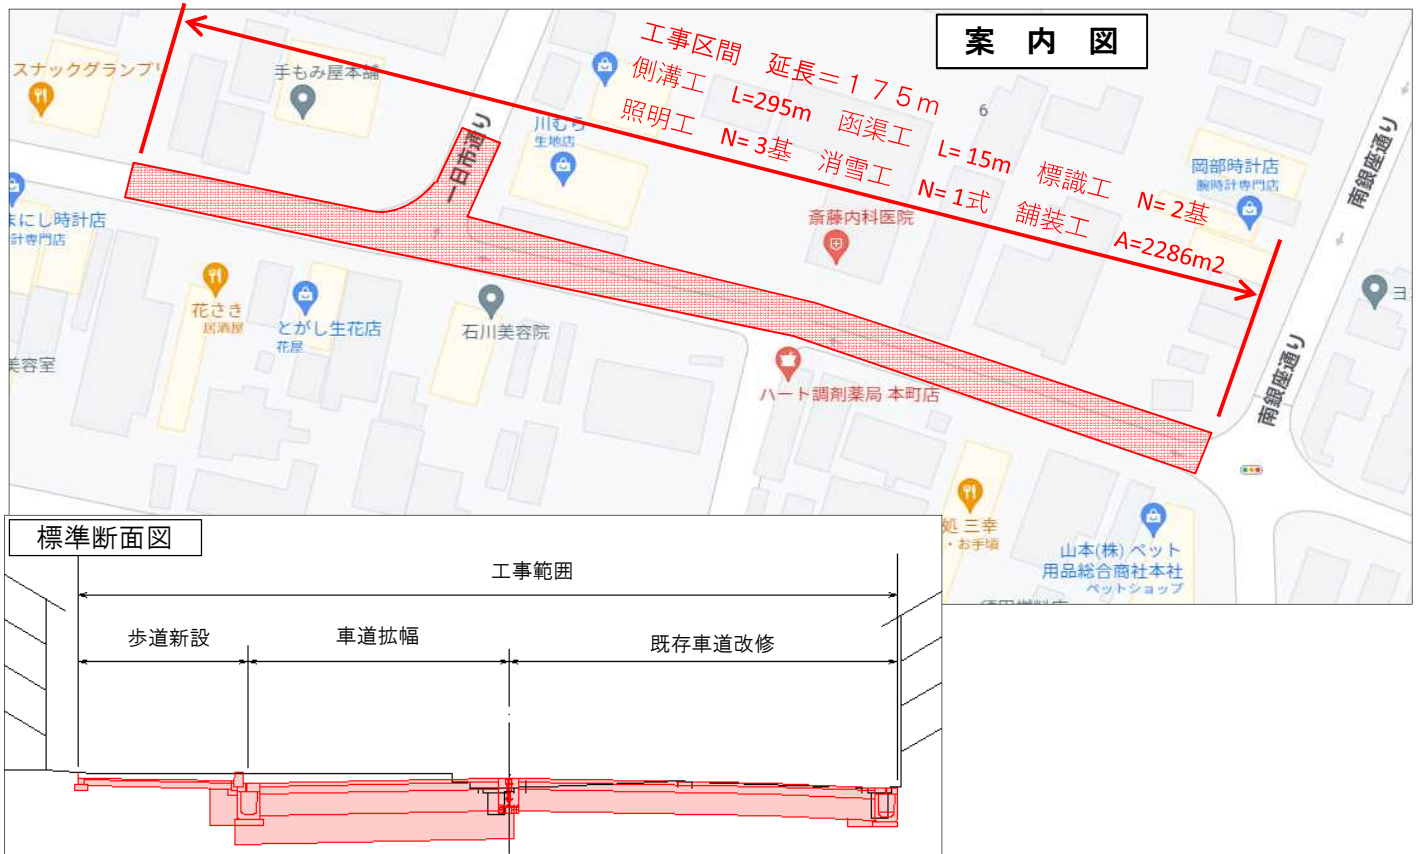 案内図
工事区間　延長＝１７５ｍ
側溝工　L=295m　函渠工　L= 15m　標識工　N= 2基
照明工　N= 3基　消雪工　N= 1式　舗装工　A=2286m2
スナックグランプリ
手もみ屋本舗
一日市通り
川むら
生地店
6
岡部時計店
腕時計専門店
南銀座通り
斎藤内科医院
まにし時計店
計専門店
花さき
居酒屋
とがし生花店
花屋
石川美容院
ヨ
美容室
ハート調剤薬局 本町店
南銀座通り
処 三幸
・お手頃
山本(株) ペット
用品総合商社本社
ペットショップ
標準断面図
工事範囲
歩道新設
車道拡幅
既存車道改修